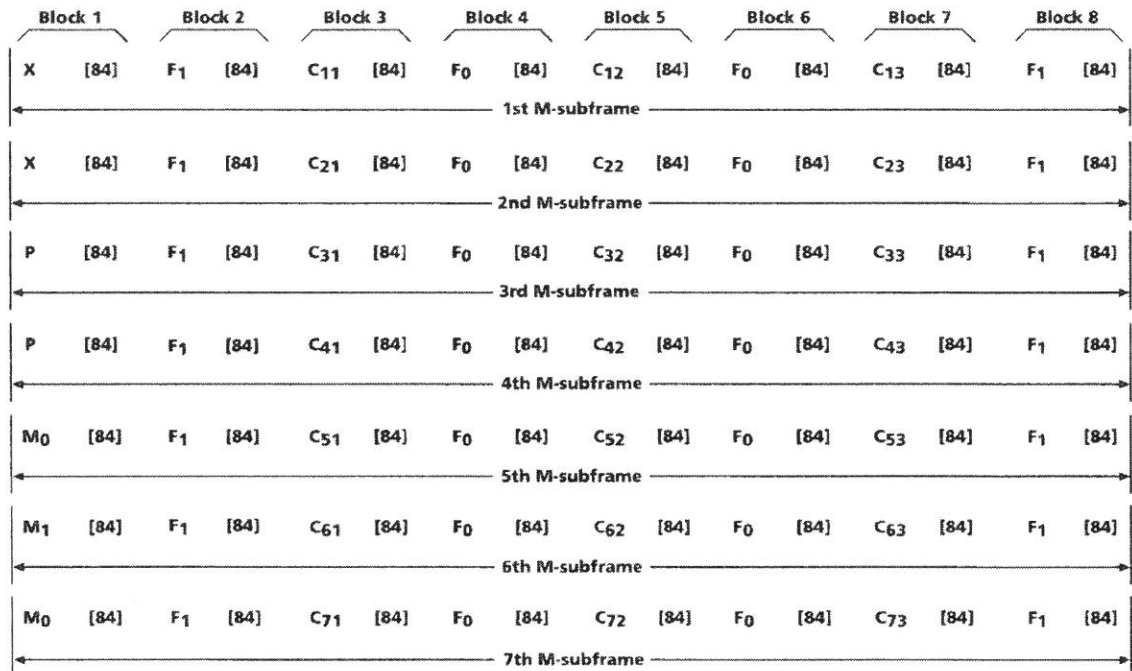 Block 1 Block 2 Block 3 Block 4 Block 5 Block 6 Block 7 Block 8
X [84] F1 [84] C11 [84] F0 [84] C12 [84] F0 [84] C13 [84] F1 [84]
1st M-subframe
X [84] F1 [84] C21 [84] F0 [84] C22 [84] F0 [84] C23 [84] F1 [84]
2nd M-subframe
P [84] F1 [84] C31 [84] F0 [84] C32 [84] F0 [84] C33 [84] F1 [84]
3rd M-subframe
P [84] F1 [84] C41 [84] F0 [84] C42 [84] F0 [84] C43 [84] F1 [84]
4th M-subframe
M0 [84] F1 [84] C51 [84] F0 [84] C52 [84] F0 [84] C53 [84] F1 [84]
5th M-subframe
M1 [84] F1 [84] C61 [84] F0 [84] C62 [84] F0 [84] C63 [84] F1 [84]
6th M-subframe
M0 [84] F1 [84] C71 [84] F0 [84] C72 [84] F0 [84] C73 [84] F1 [84]
7th M-subframe